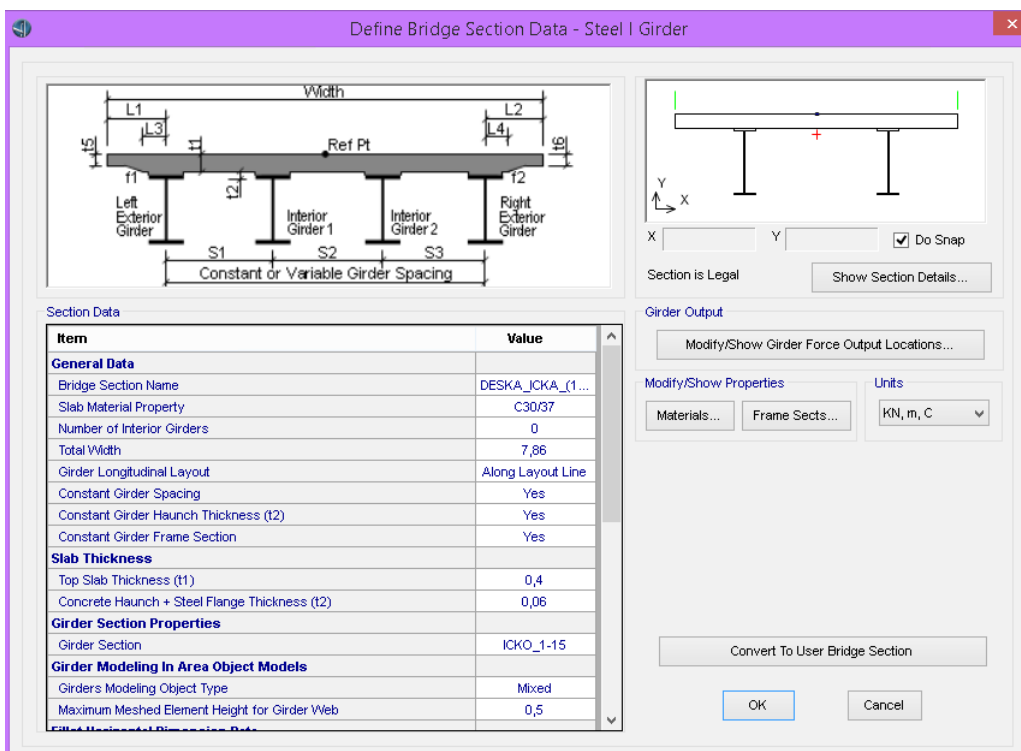 Define Bridge Section Data - Steel I Girder
Width
L1
L2
L3
L4
t5
t1
t6
Ref Pt
f1
t2
f2
Left Exterior Girder
Interior Girder 1
Interior Girder 2
Right Exterior Girder
S1
S2
S3
Constant or Variable Girder Spacing
Y
X
X
Y
Do Snap
Section is Legal
Show Section Details...
Section Data
Item Value
General Data
Bridge Section Name DESKA_ICKA_(1...
Slab Material Property C30/37
Number of Interior Girders 0
Total Width 7,86
Girder Longitudinal Layout Along Layout Line
Constant Girder Spacing Yes
Constant Girder Haunch Thickness (t2) Yes
Constant Girder Frame Section Yes
Slab Thickness
Top Slab Thickness (t1) 0,4
Concrete Haunch + Steel Flange Thickness (t2) 0,06
Girder Section Properties
Girder Section ICKO_1-15
Girder Modeling In Area Object Models
Girders Modeling Object Type Mixed
Maximum Meshed Element Height for Girder Web 0,5
Fillet Horizontal Dimension Data
Girder Output
Modify/Show Girder Force Output Locations...
Modify/Show Properties
Materials...
Frame Sects...
Units
KN, m, C
Convert To User Bridge Section
OK
Cancel